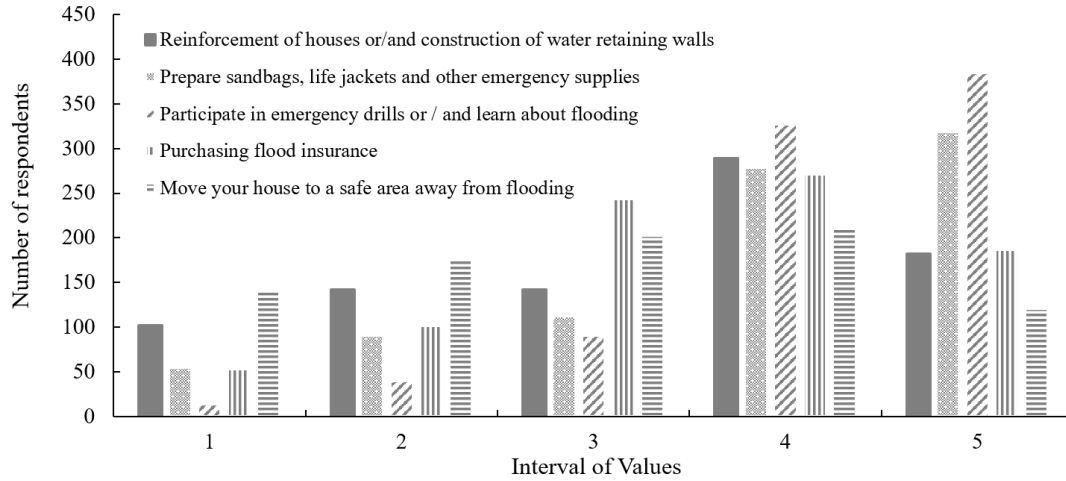 450
400
350
300
250
200
150
100
50
0
Number of respondents
Reinforcement of houses or/and construction of water retaining walls
Prepare sandbags, life jackets and other emergency supplies
Participate in emergency drills or / and learn about flooding
Purchasing flood insurance
Move your house to a safe area away from flooding
1 2 3 4 5
Interval of Values